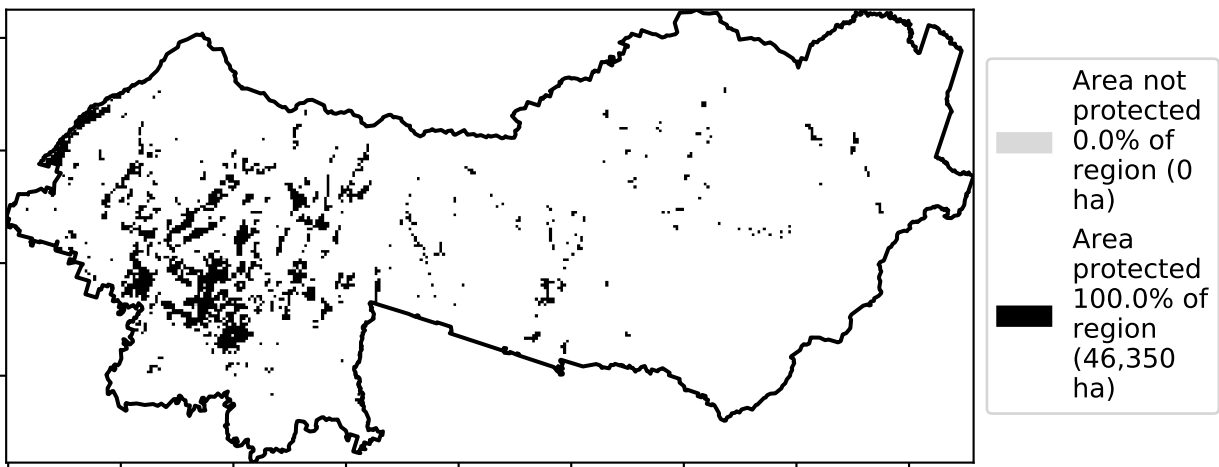 Area not
protected
0.0% of
region (0
ha)
Area
protected
100.0% of
region
(46,350
ha)